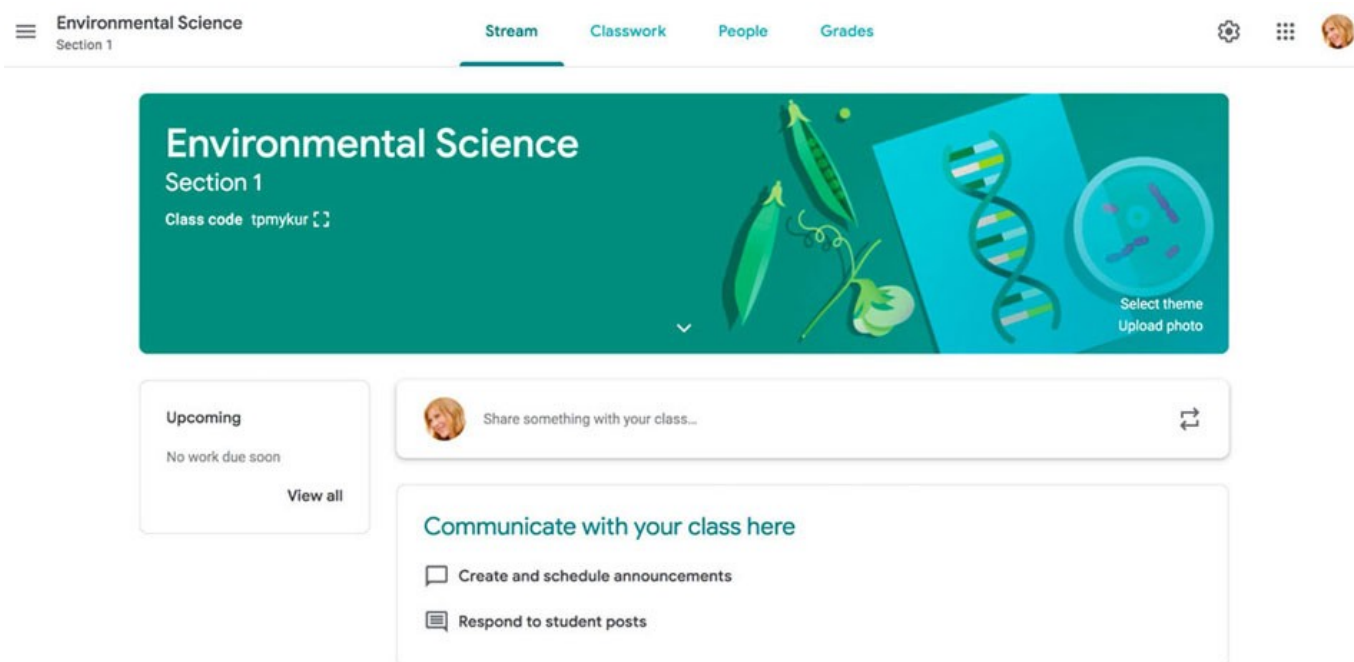 Environmental Science
Section 1
Stream Classwork People Grades
Environmental Science
Section 1
Class code tpmykur
Select theme
Upload photo
Upcoming
No work due soon
View all
Share something with your class...
Communicate with your class here
Create and schedule announcements
Respond to student posts